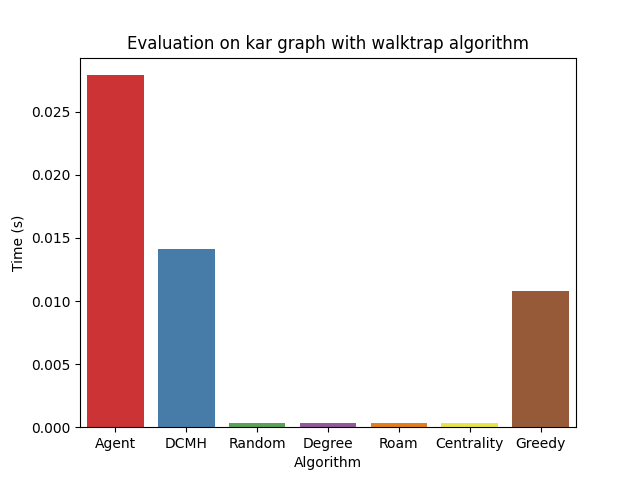 Evaluation on kar graph with walktrap algorithm
0.025
0.020
0.015
0.010
0.005
0.000
Time (s)
Agent DCMH Random Degree Roam Centrality Greedy
Algorithm